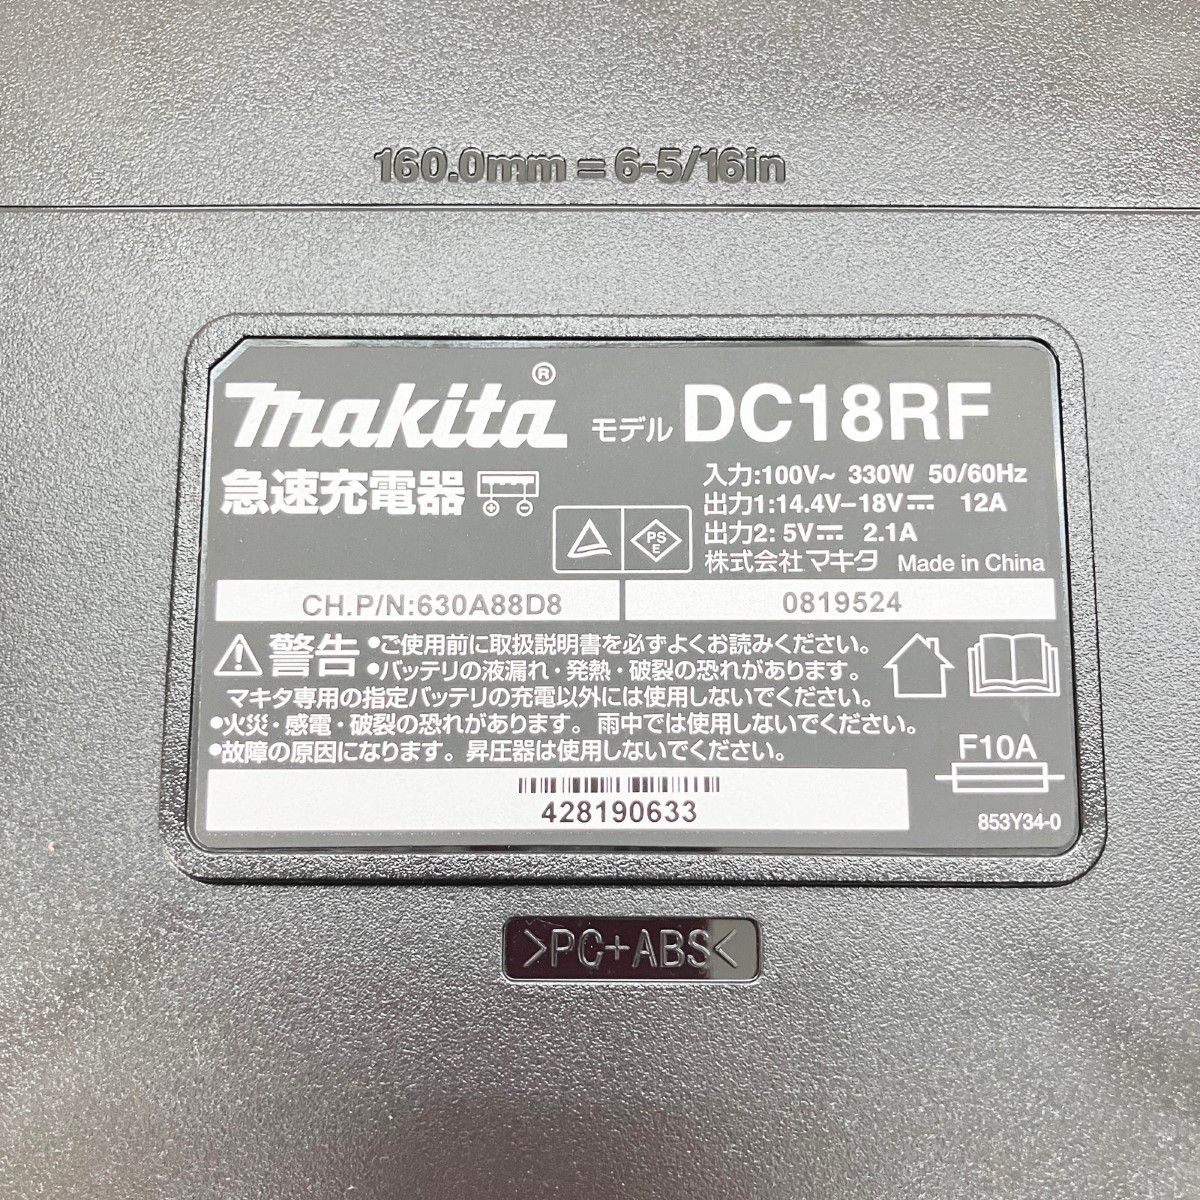 160.0mm = 6-5/16in
makita® モデル DC18RF
急速充電器
入力:100V~ 330W 50/60Hz
出力1:14.4V–18V⎓ 12A
出力2: 5V⎓ 2.1A
株式会社 マキタ Made in China
PS
E
CH.P/N:630A88D8
0819524
警告 •ご使用前に取扱説明書を必ずよくお読みください。
•バッテリの液漏れ・発熱・破裂の恐れがあります。
マキタ専用の指定バッテリの充電以外には使用しないでください。
•火災・感電・破裂の恐れがあります。雨中では使用しないでください。
•故障の原因になります。昇圧器は使用しないでください。
F10A
428190633
853Y34-0
>PC+ABS<